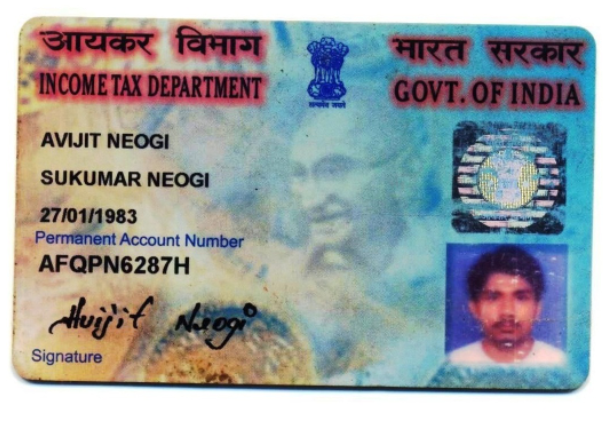 आयकर विभाग
भारत सरकार
INCOME TAX DEPARTMENT
GOVT. OF INDIA
सत्यमेव जयते
AVIJIT NEOGI
SUKUMAR NEOGI
27/01/1983
Permanent Account Number
AFQPN6287H
Avijit Neogi
Signature